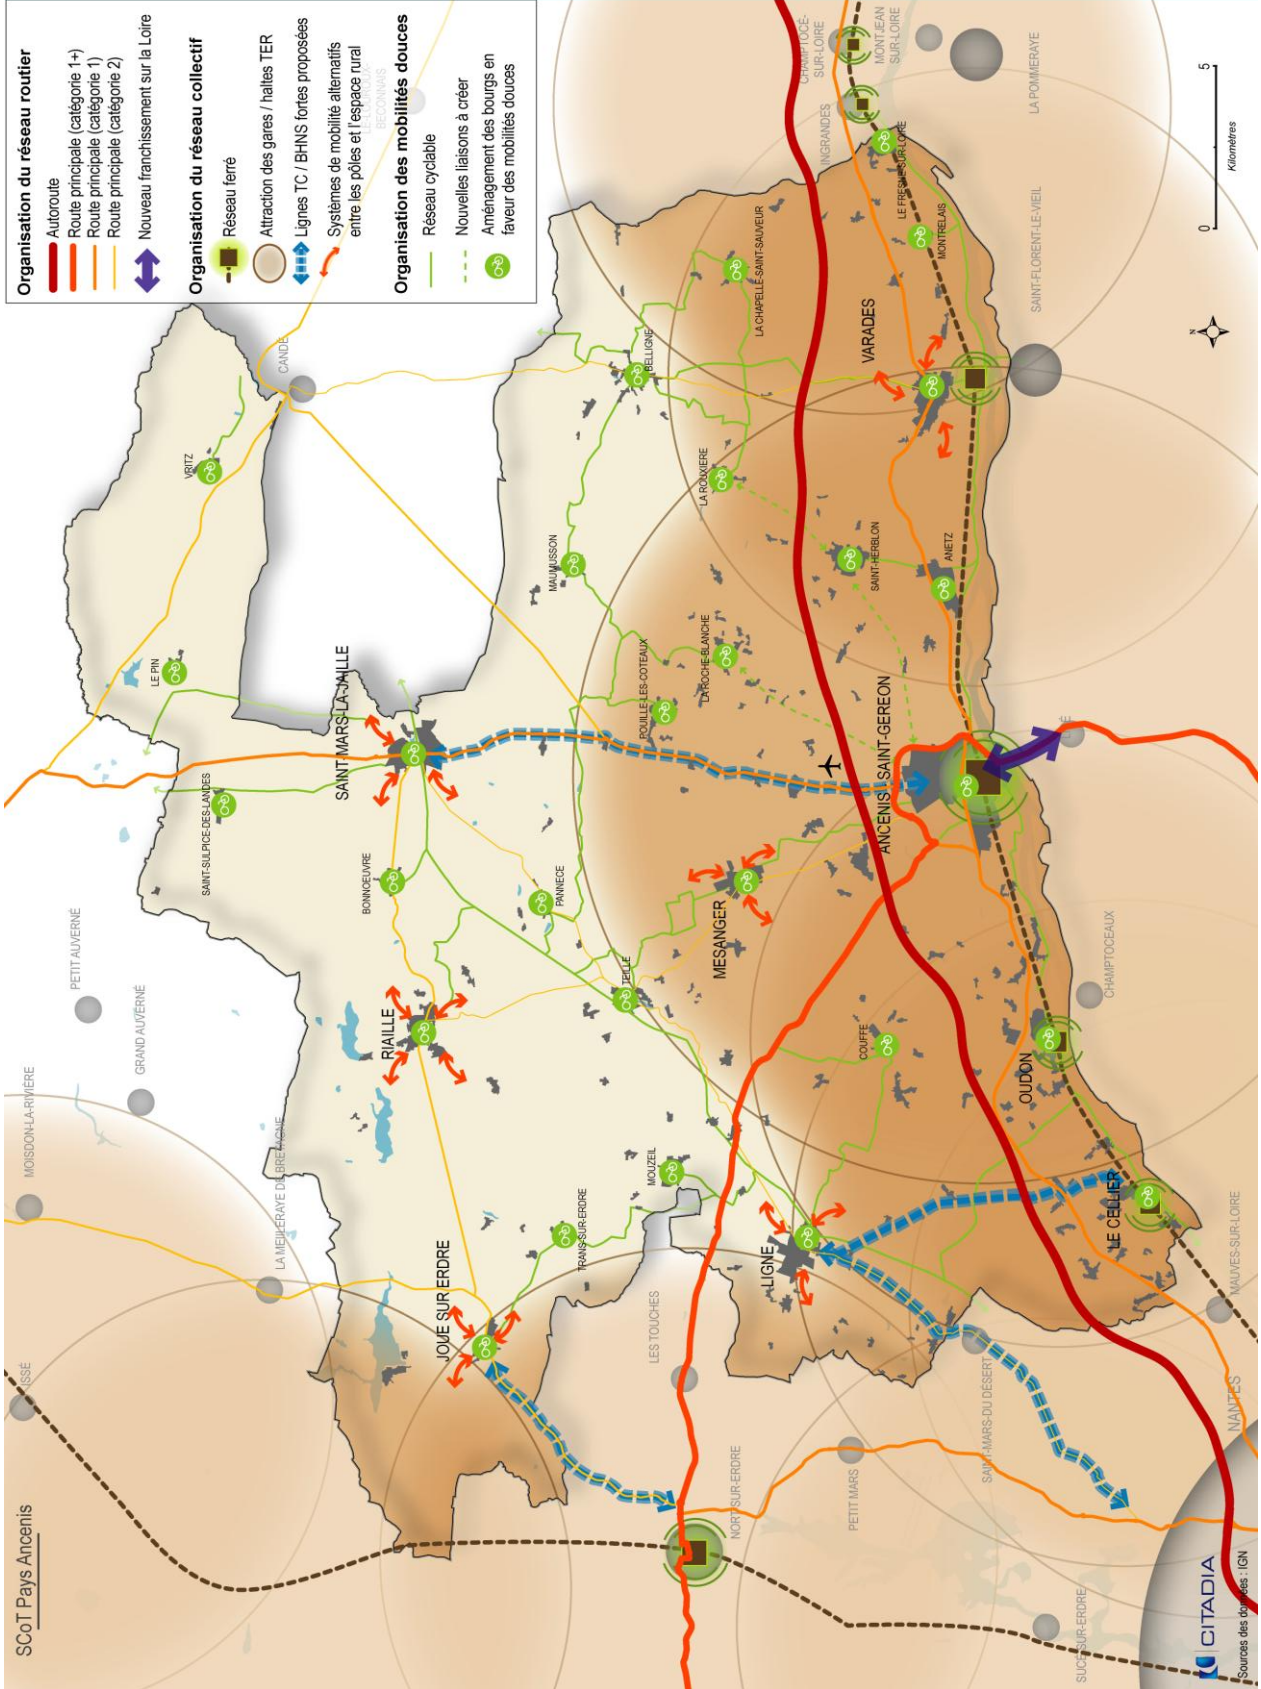 SCoT Pays Ancenis
Organisation du réseau routier
Autoroute
Route principale (catégorie 1+)
Route principale (catégorie 1)
Route principale (catégorie 2)
Nouveau franchissement sur la Loire
Organisation du réseau collectif
Réseau ferré
Attraction des gares / haltes TER
Lignes TC / BHNS fortes proposées
Systèmes de mobilité alternatifs
entre les pôles et l'espace rural
Organisation des mobilités douces
Réseau cyclable
Nouvelles liaisons à créer
Aménagement des bourgs en
faveur des mobilités douces
LE-LOUROUX-
BECONNAIS
ISSÉ
MOISDON-LA-RIVIÈRE
PETIT AUVERNÉ
GRAND AUVERNÉ
LA MEILLERAYE DE BRETAGNE
SAINT-SULPICE-DES-LANDES
LE PIN
VRITZ
CANDÉ
SAINT-MARS-LA-JAILLE
BONNOEUVRE
RIAILLE
JOUE SUR ERDRE
TRANS-SUR-ERDRE
PANNECE
MAUMUSSON
BELLIGNE
TEILLE
MOUZEIL
LES TOUCHES
POUILLE-LES-COTEAUX
LA ROCHE-BLANCHE
LA ROUXIERE
LA CHAPELLE-SAINT-SAUVEUR
MESANGER
LIGNE
NORT-SUR-ERDRE
COUFFE
SAINT-HERBLON
VARADES
INGRANDES
CHAMPTOCÉ-
SUR-LOIRE
MONTJEAN
SUR-LOIRE
LE FRESNE-SUR-LOIRE
MONTRELAIS
ANETZ
ANCENIS / SAINT-GEREON
PETIT MARS
SAINT-MARS-DU DÉSERT
OUDON
LE CELLIER
CHAMPTOCEAUX
LIRÉ
SAINT-FLORENT-LE-VIEIL
LA POMMERAYE
SUCÉ-SUR-ERDRE
NANTES
MAUVES-SUR-LOIRE
N
0
5
Kilomètres
CITADIA
Sources des données : IGN